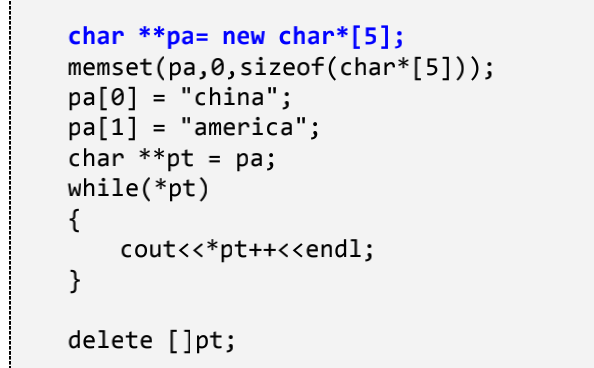 char **pa= new char*[5];
memset(pa,0,sizeof(char*[5]));
pa[0] = "china";
pa[1] = "america";
char **pt = pa;
while(*pt)
{
cout<<*pt++<<endl;
}
delete []pt;